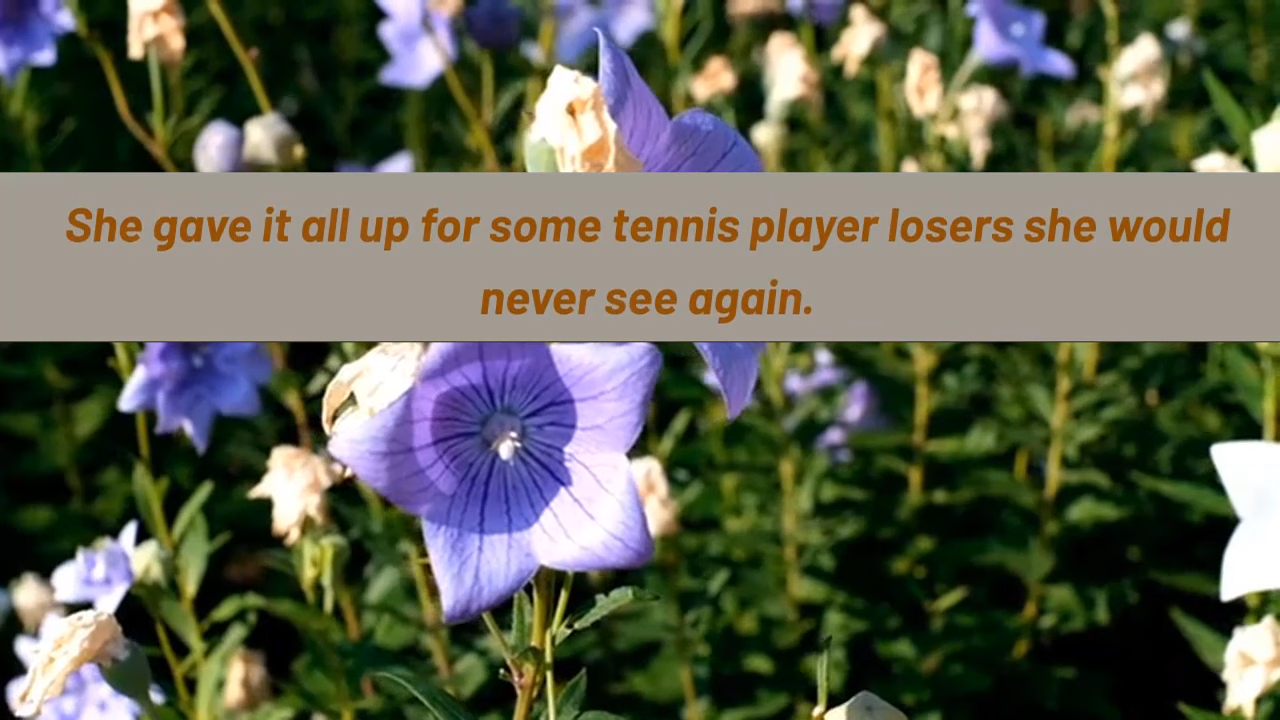 She gave it all up for some tennis player losers she would
never see again.